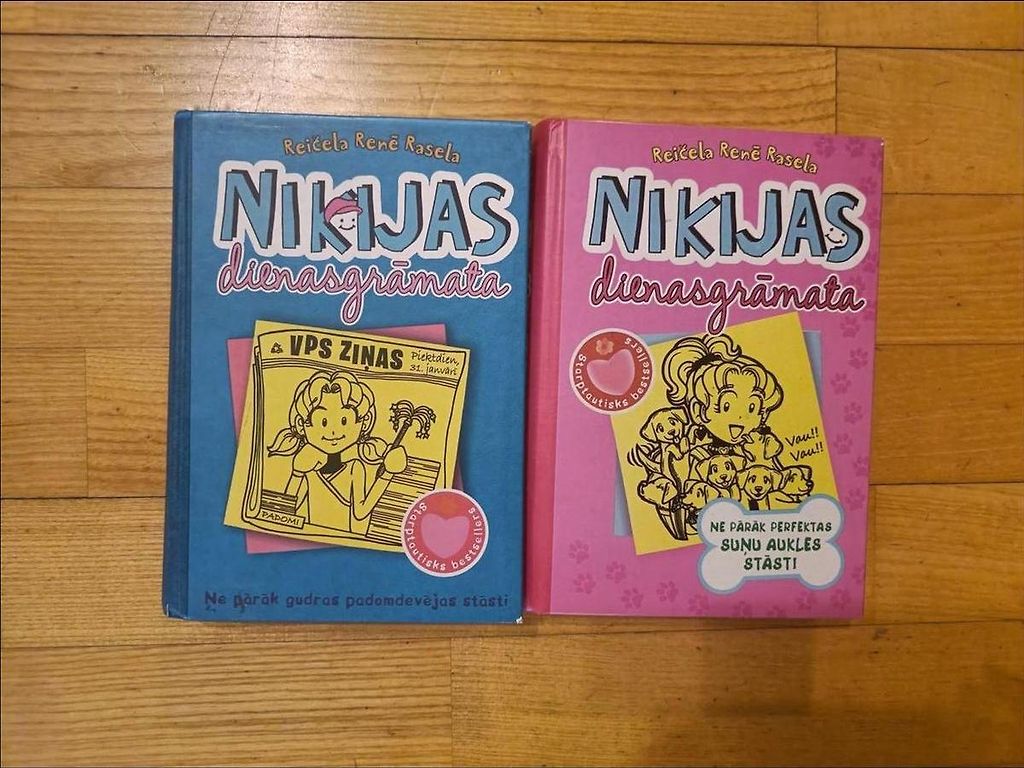 Reičela Renē Rasela
NIKIJAS
dienasgrāmata
VPS ZIŅAS
Piektdien,
31. janvārī
PADOMI
Starptautisks bestsellers
Ne pārāk gudras padomdevējas stāsti
Reičela Renē Rasela
NIKIJAS
dienasgrāmata
Starptautisks bestsellers
Vau!!
Vau!!
NE PĀRĀK PERFEKTAS
SUŅU AUKLES
STĀSTI